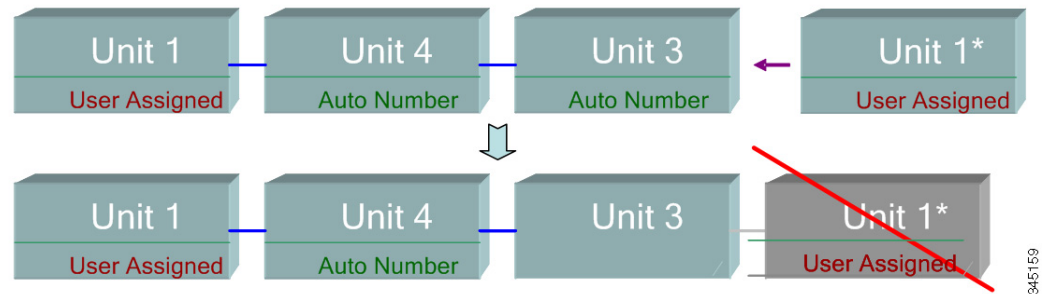 Unit 1
User Assigned
Unit 4
Auto Number
Unit 3
Auto Number
Unit 1*
User Assigned
Unit 1
User Assigned
Unit 4
Auto Number
Unit 3
Unit 1*
User Assigned
345159